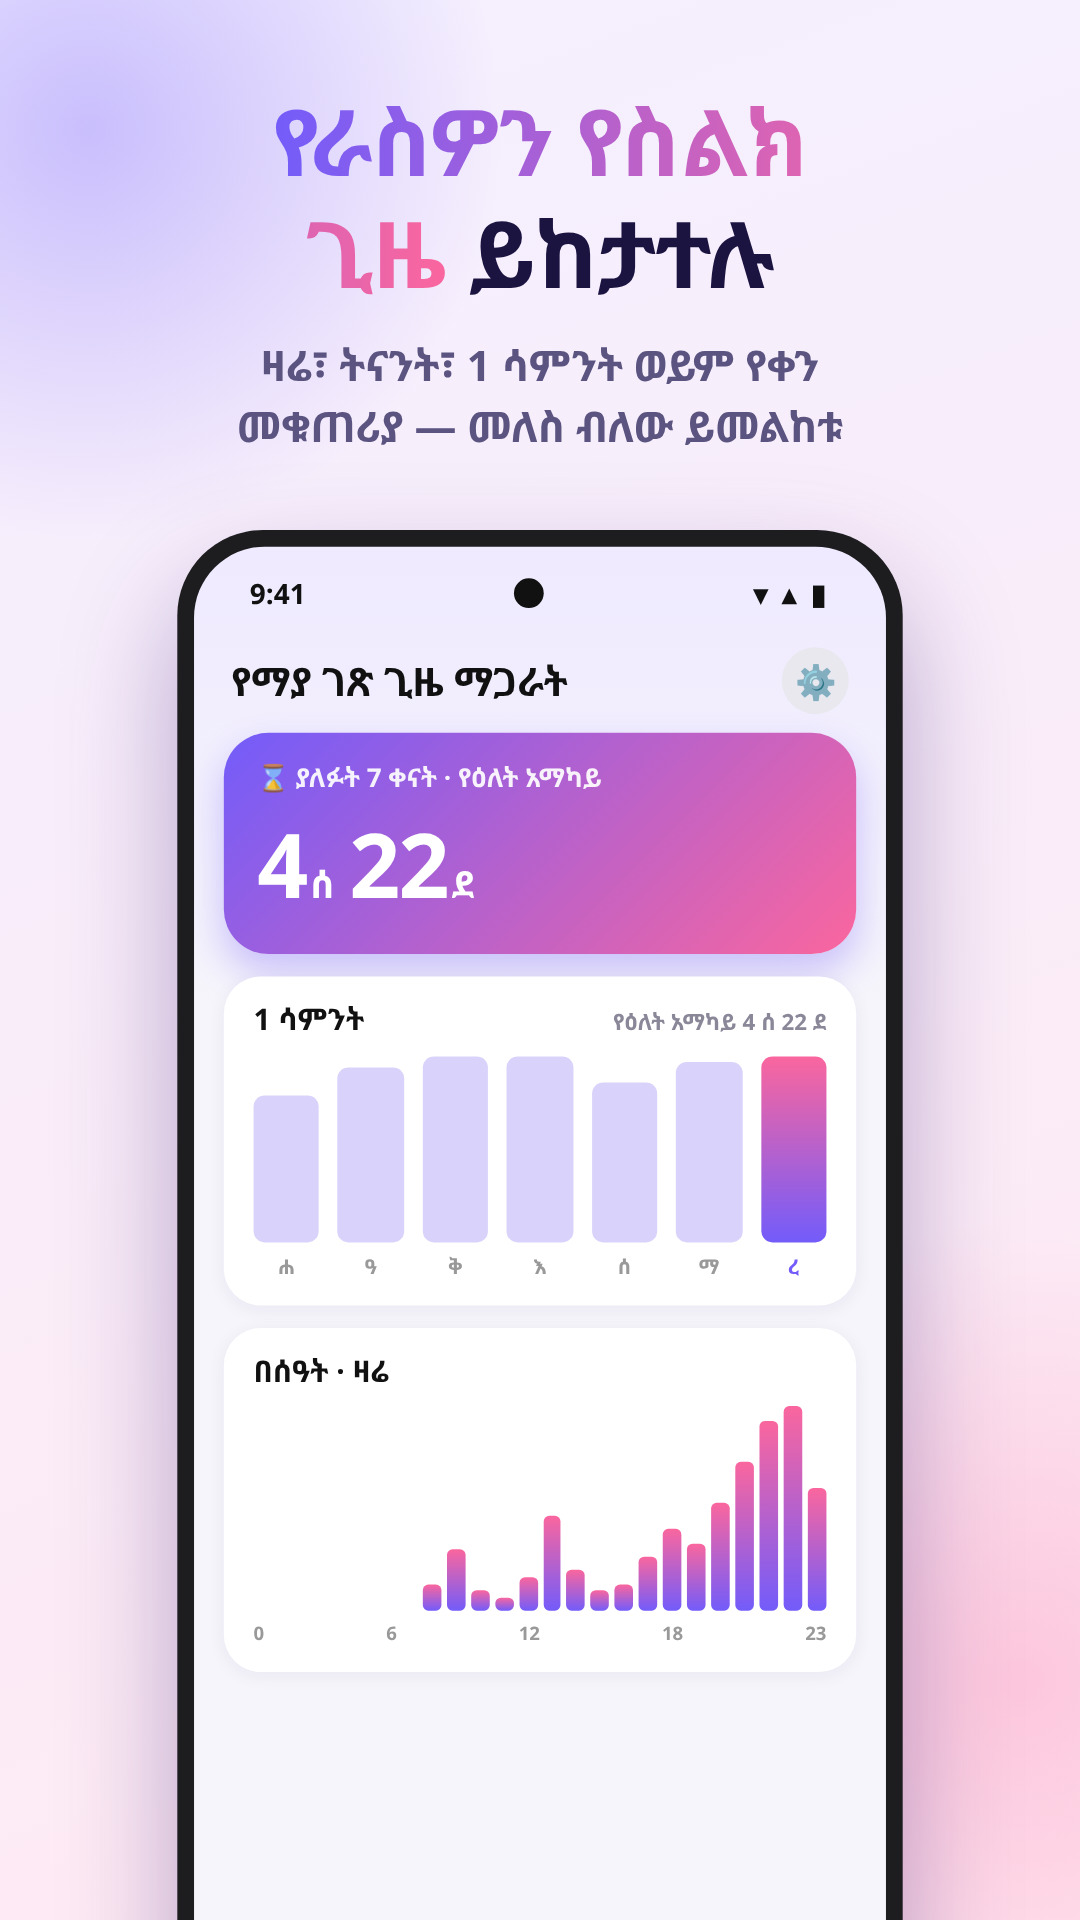 የራስዎን የስልክ
ጊዜ ይከታተሉ
ዛሬ፣ ትናንት፣ 1 ሳምንት ወይም የቀን
መቁጠሪያ — መለስ ብለው ይመልከቱ
9:41
የማያ ገጽ ጊዜ ማጋራት
⌛ ያለፉት 7 ቀናት · የዕለት አማካይ
4 ሰ 22 ደ
1 ሳምንት
የዕለት አማካይ 4 ሰ 22 ደ
ሐ ዓ ቅ እ ሰ ማ ረ
በሰዓት · ዛሬ
0 6 12 18 23